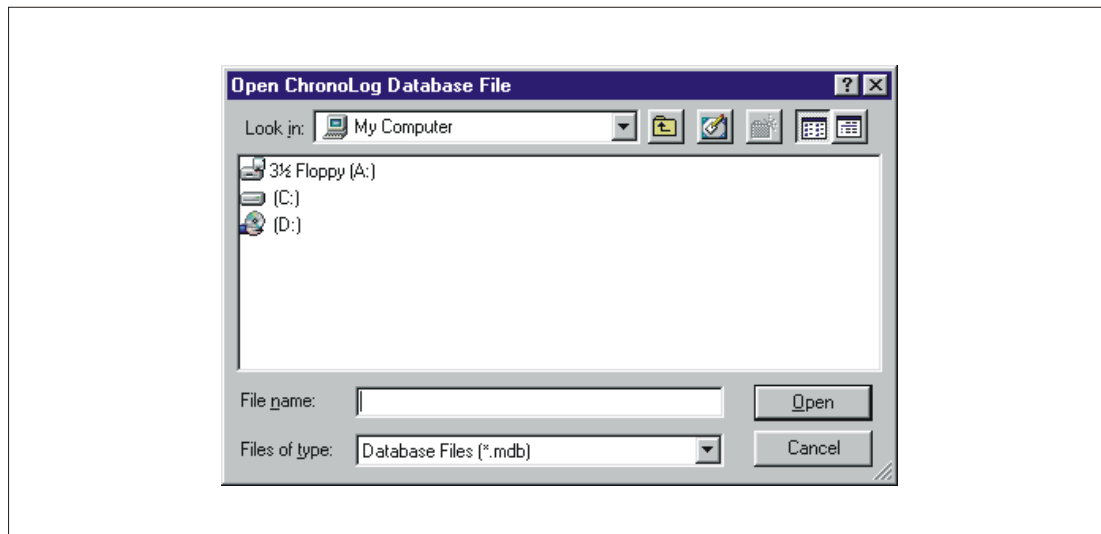 Open ChronoLog Database File
Look in: My Computer
3½ Floppy (A:)
(C:)
(D:)
File name: Open
Files of type: Database Files (*.mdb) Cancel